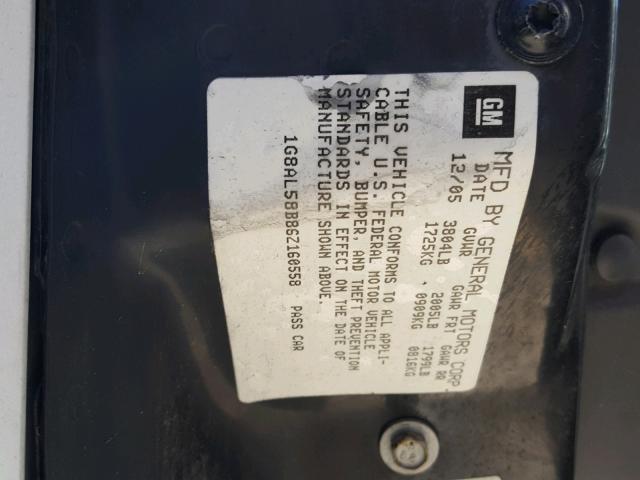 GM
MFD BY GENERAL MOTORS CORP
DATE GVWR GAWR FRT GAWR RR
12/05 3804LB 2005LB 1799LB
1725KG , 0909KG 0816KG
THIS VEHICLE CONFORMS TO ALL APPLI-
CABLE U.S. FEDERAL MOTOR VEHICLE
SAFETY, BUMPER, AND THEFT PREVENTION
STANDARDS IN EFFECT ON THE DATE OF
MANUFACTURE SHOWN ABOVE.
1G8AL58B86Z160558 PASS CAR